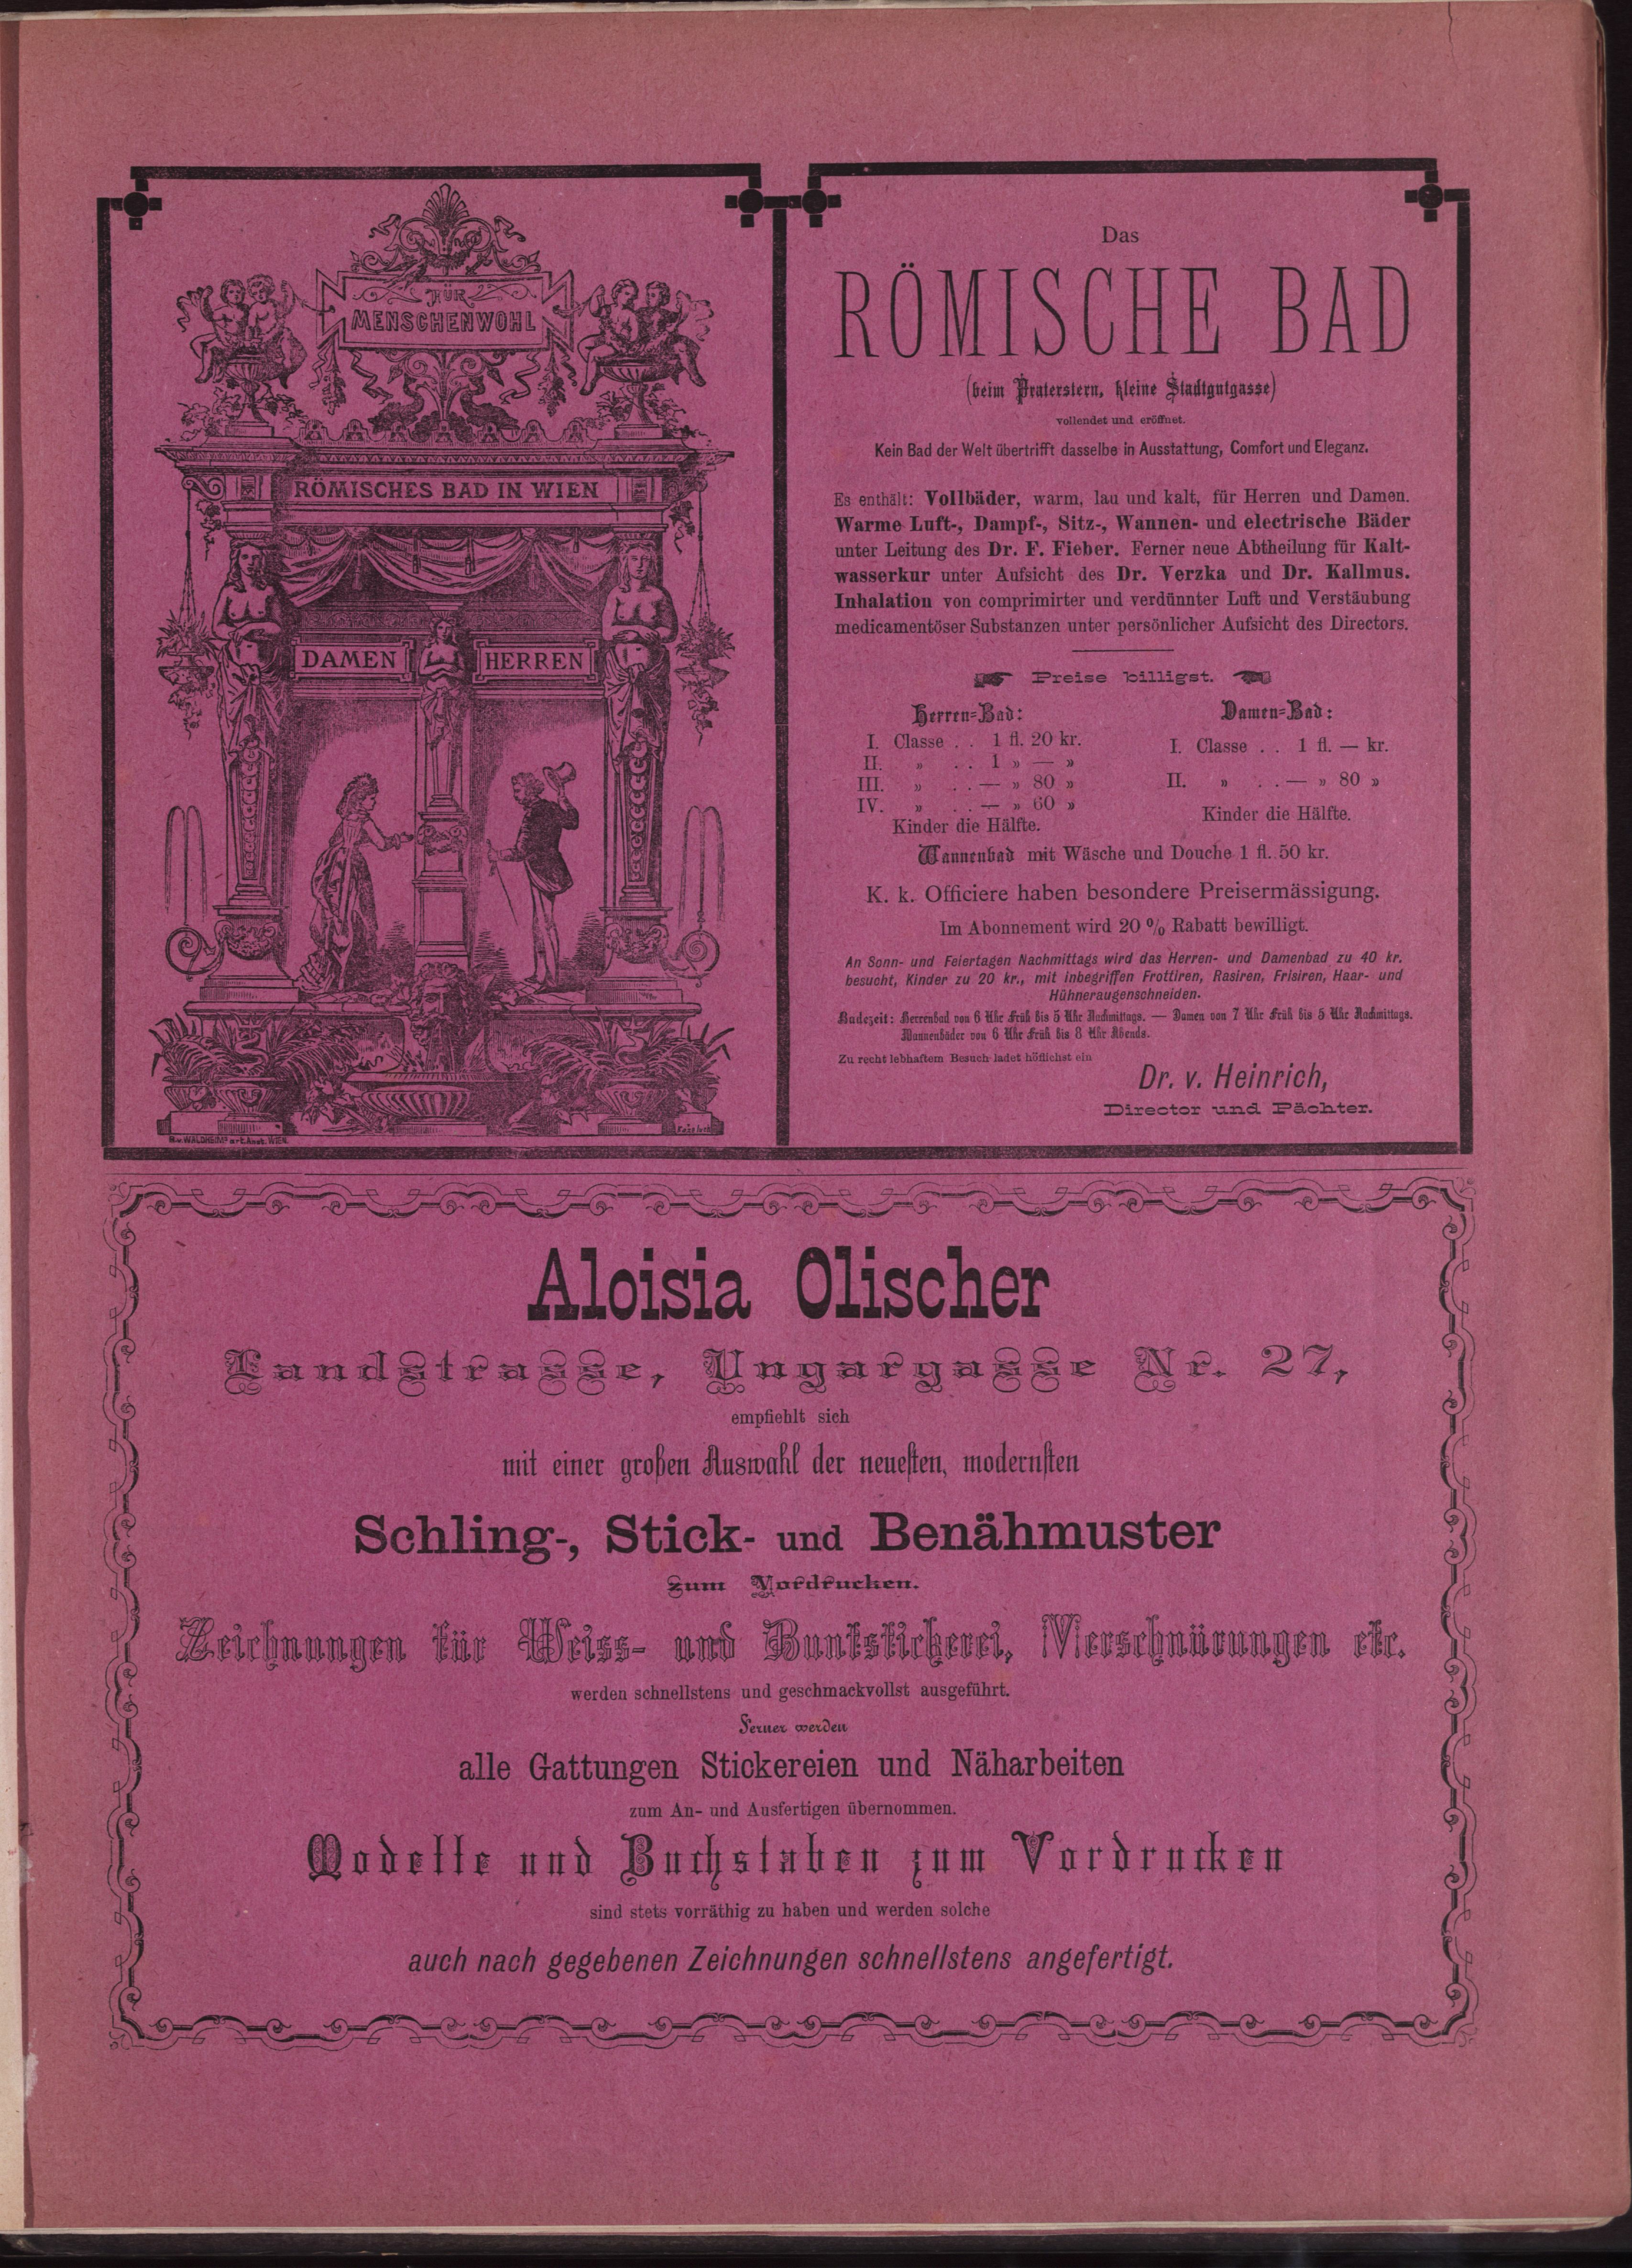 FÜR
MENSCHENWOHL
RÖMISCHES BAD IN WIEN
DAMEN
HERREN
R.v. WALDHEIM'S art. Anst. WIEN.
Das
RÖMISCHE BAD
(beim Praterstern, kleine Stadtgutgasse)
vollendet und eröffnet.
Kein Bad der Welt übertrifft dasselbe in Ausstattung, Comfort und Eleganz.
Es enthält: Vollbäder, warm, lau und kalt, für Herren und Damen.
Warme Luft-, Dampf-, Sitz-, Wannen- und electrische Bäder
unter Leitung des Dr. F. Fieber. Ferner neue Abtheilung für Kalt-
wasserkur unter Aufsicht des Dr. Verzka und Dr. Kallmus.
Inhalation von comprimirter und verdünnter Luft und Verstäubung
medicamentöser Substanzen unter persönlicher Aufsicht des Directors.
Preise billigst.
Herren-Bad:
I. Classe . . 1 fl. 20 kr.
II. » . . 1 » — »
III. » . . — » 80 »
IV. » . . — » 60 »
Kinder die Hälfte.
Damen-Bad:
I. Classe . . 1 fl. — kr.
II. » . . — » 80 »
Kinder die Hälfte.
Wannenbad mit Wäsche und Douche 1 fl. 50 kr.
K. k. Officiere haben besondere Preisermässigung.
Im Abonnement wird 20 % Rabatt bewilligt.
An Sonn- und Feiertagen Nachmittags wird das Herren- und Damenbad zu 40 kr.
besucht, Kinder zu 20 kr., mit inbegriffen Frottiren, Rasiren, Frisiren, Haar- und
Hühneraugenschneiden.
Badezeit: Herrenbad von 6 Uhr Früh bis 5 Uhr Nachmittags. — Damen von 7 Uhr Früh bis 5 Uhr Nachmittags.
Wannenbäder von 6 Uhr Früh bis 8 Uhr Abends.
Zu recht lebhaftem Besuch ladet höflichst ein
Dr. v. Heinrich,
Director und Pächter.
Aloisia Olischer
Landstrasse, Ungargasse Nr. 27,
empfiehlt sich
mit einer großen Auswahl der neuesten, modernsten
Schling-, Stick- und Benähmuster
zum Vordrucken.
Zeichnungen für Weiss- und Buntstickerei, Verschnürungen etc.
werden schnellstens und geschmackvollst ausgeführt.
Ferner werden
alle Gattungen Stickereien und Näharbeiten
zum An- und Ausfertigen übernommen.
Modelle und Buchstaben zum Vordrucken
sind stets vorräthig zu haben und werden solche
auch nach gegebenen Zeichnungen schnellstens angefertigt.